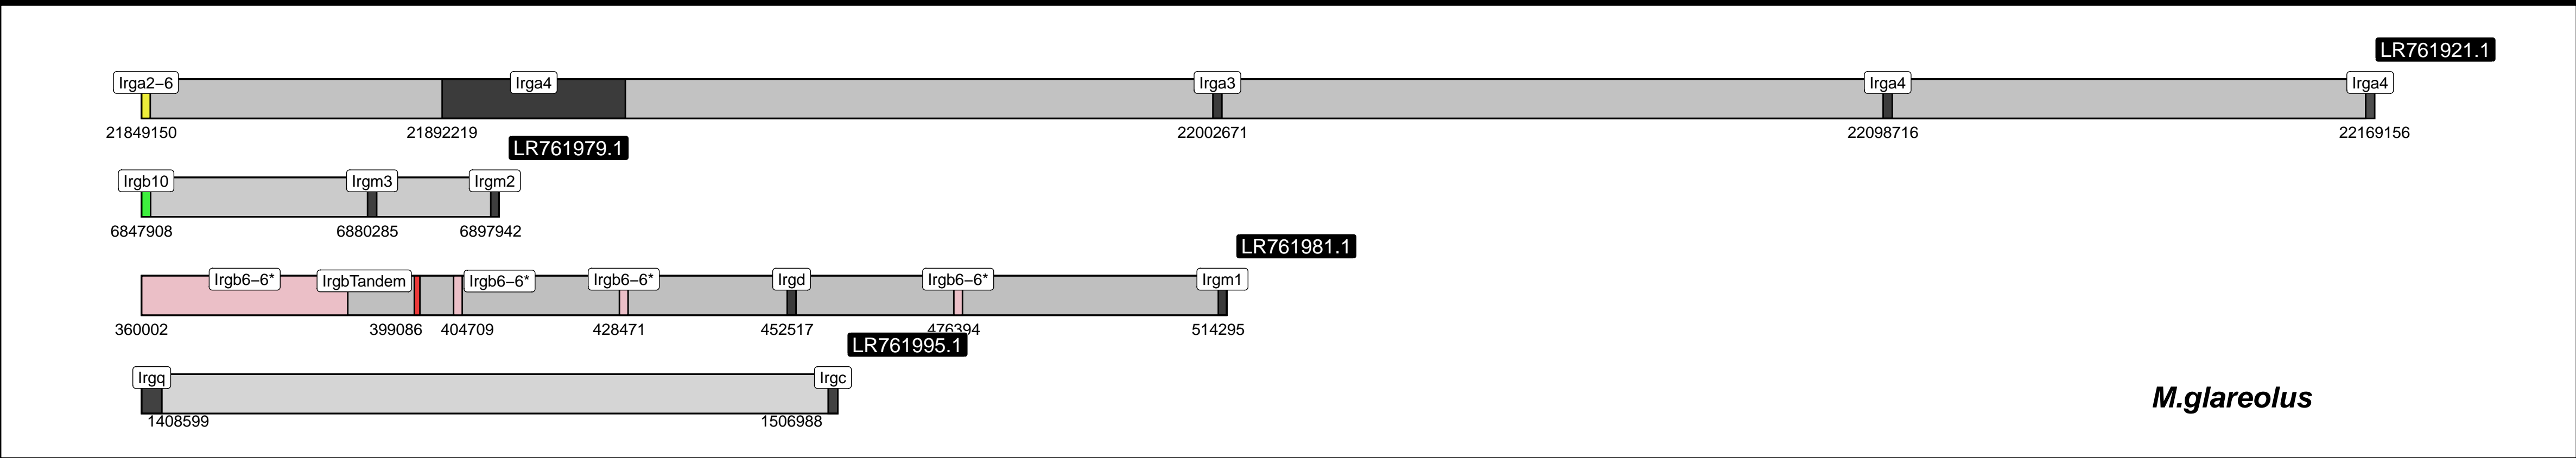 LR761921.1
Irga2–6 Irga4 Irga3 Irga4 Irga4
21849150 21892219 22002671 22098716 22169156
LR761979.1
Irgb10 Irgm3 Irgm2
6847908 6880285 6897942
LR761981.1
Irgb6–6* IrgbTandem Irgb6–6* Irgb6–6* Irgd Irgb6–6* Irgm1
360002 399086 404709 428471 452517 476394 514295
LR761995.1
Irgq Irgc
1408599 1506988
M.glareolus